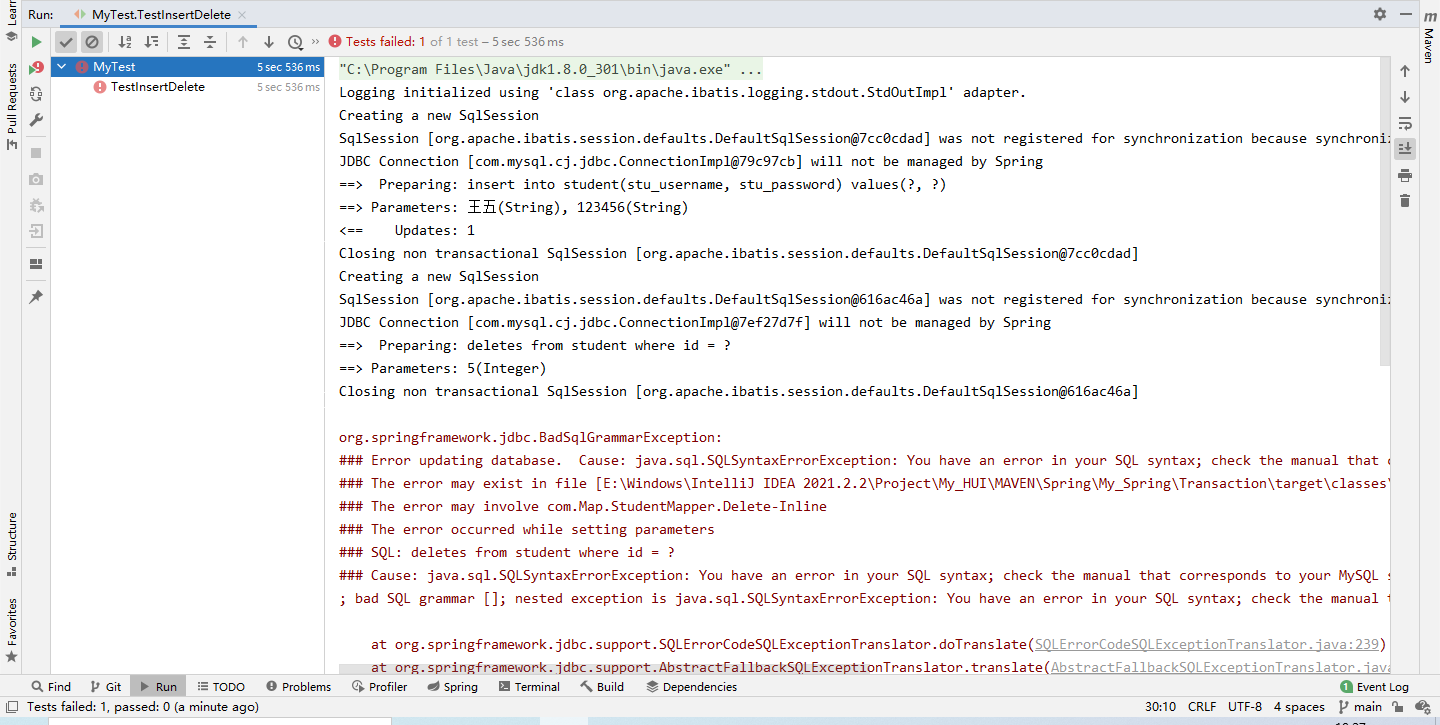 Run: MyTest.TestInsertDelete
Tests failed: 1 of 1 test – 5 sec 536 ms
MyTest 5 sec 536 ms
TestInsertDelete 5 sec 536 ms
"C:\Program Files\Java\jdk1.8.0_301\bin\java.exe" ...
Logging initialized using 'class org.apache.ibatis.logging.stdout.StdOutImpl' adapter.
Creating a new SqlSession
SqlSession [org.apache.ibatis.session.defaults.DefaultSqlSession@7cc0cdad] was not registered for synchronization because synchroni
JDBC Connection [com.mysql.cj.jdbc.ConnectionImpl@79c97cb] will not be managed by Spring
==>  Preparing: insert into student(stu_username, stu_password) values(?, ?)
==> Parameters: 王五(String), 123456(String)
<==    Updates: 1
Closing non transactional SqlSession [org.apache.ibatis.session.defaults.DefaultSqlSession@7cc0cdad]
Creating a new SqlSession
SqlSession [org.apache.ibatis.session.defaults.DefaultSqlSession@616ac46a] was not registered for synchronization because synchroni
JDBC Connection [com.mysql.cj.jdbc.ConnectionImpl@7ef27d7f] will not be managed by Spring
==>  Preparing: deletes from student where id = ?
==> Parameters: 5(Integer)
Closing non transactional SqlSession [org.apache.ibatis.session.defaults.DefaultSqlSession@616ac46a]
org.springframework.jdbc.BadSqlGrammarException:
### Error updating database.  Cause: java.sql.SQLSyntaxErrorException: You have an error in your SQL syntax; check the manual that
### The error may exist in file [E:\Windows\IntelliJ IDEA 2021.2.2\Project\My_HUI\MAVEN\Spring\My_Spring\Transaction\target\classes\
### The error may involve com.Map.StudentMapper.Delete-Inline
### The error occurred while setting parameters
### SQL: deletes from student where id = ?
### Cause: java.sql.SQLSyntaxErrorException: You have an error in your SQL syntax; check the manual that corresponds to your MySQL
; bad SQL grammar []; nested exception is java.sql.SQLSyntaxErrorException: You have an error in your SQL syntax; check the manual
at org.springframework.jdbc.support.SQLErrorCodeSQLExceptionTranslator.doTranslate(SQLErrorCodeSQLExceptionTranslator.java:239)
at org.springframework.jdbc.support.AbstractFallbackSQLExceptionTranslator.translate(AbstractFallbackSQLExceptionTranslator.java
Learn
Pull Requests
Structure
Favorites
m
Maven
Find Git Run TODO Problems Profiler Spring Terminal Build Dependencies 1 Event Log
Tests failed: 1, passed: 0 (a minute ago) 30:10 CRLF UTF-8 4 spaces main